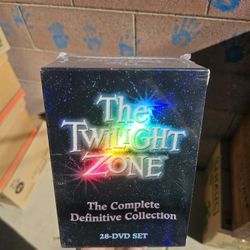 The
TWILIGHT
ZONE
The Complete
Definitive Collection
28-DVD SET